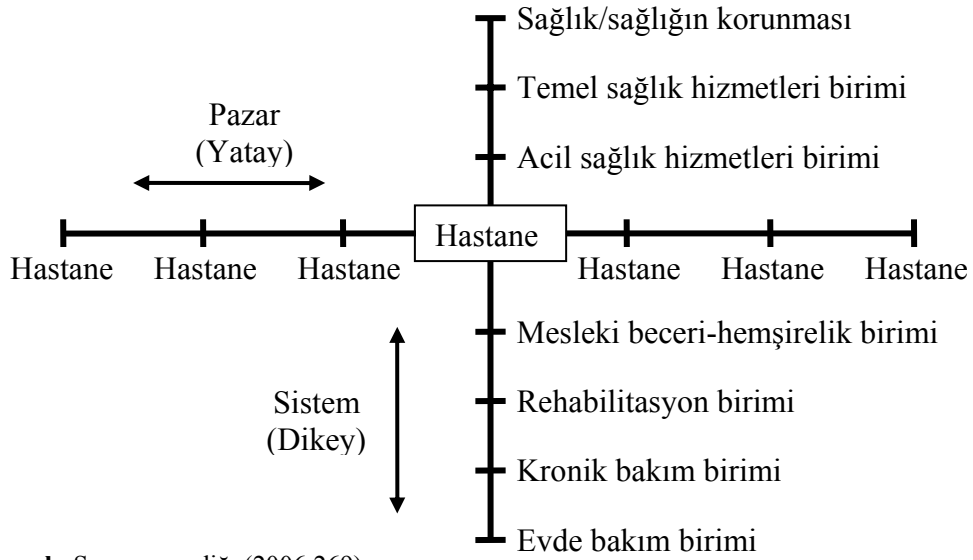 Sağlık/sağlığın korunması
Temel sağlık hizmetleri birimi
Pazar
(Yatay)
Acil sağlık hizmetleri birimi
Hastane
Hastane Hastane Hastane Hastane Hastane Hastane
Mesleki beceri-hemşirelik birimi
Sistem
(Dikey)
Rehabilitasyon birimi
Kronik bakım birimi
Evde bakım birimi